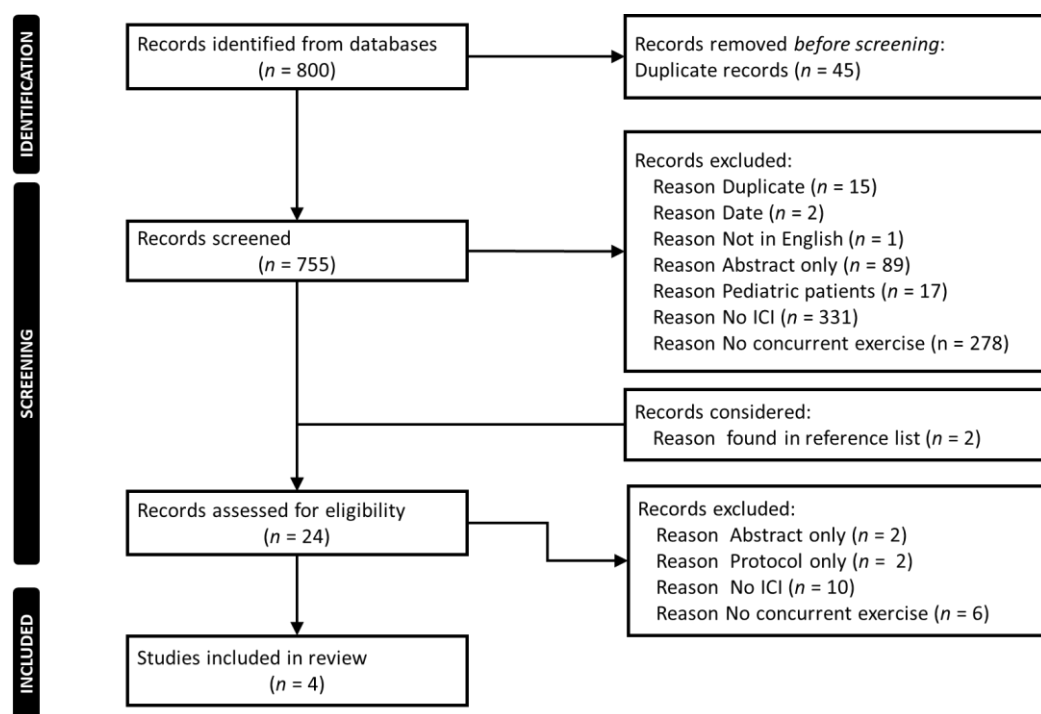 IDENTIFICATION
Records identified from databases
(n = 800)
Records removed before screening:
Duplicate records (n = 45)
SCREENING
Records screened
(n = 755)
Records excluded:
Reason Duplicate (n = 15)
Reason Date (n = 2)
Reason Not in English (n = 1)
Reason Abstract only (n = 89)
Reason Pediatric patients (n = 17)
Reason No ICI (n = 331)
Reason No concurrent exercise (n = 278)
Records considered:
Reason found in reference list (n = 2)
Records assessed for eligibility
(n = 24)
Records excluded:
Reason Abstract only (n = 2)
Reason Protocol only (n = 2)
Reason No ICI (n = 10)
Reason No concurrent exercise (n = 6)
INCLUDED
Studies included in review
(n = 4)